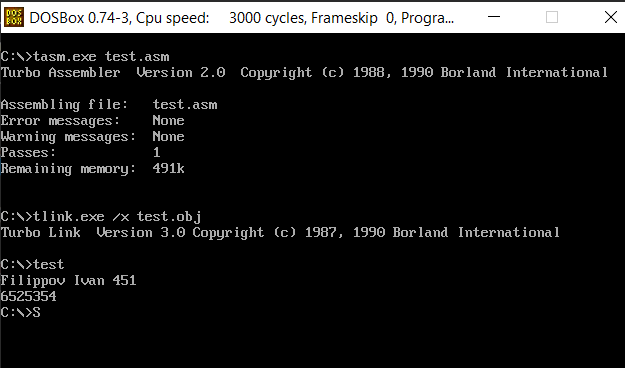 DOSBox 0.74-3, Cpu speed: 3000 cycles, Frameskip 0, Progra...
C:\>tasm.exe test.asm
Turbo Assembler Version 2.0 Copyright (c) 1988, 1990 Borland International
Assembling file: test.asm
Error messages: None
Warning messages: None
Passes: 1
Remaining memory: 491k
C:\>tlink.exe /x test.obj
Turbo Link Version 3.0 Copyright (c) 1987, 1990 Borland International
C:\>test
Filippov Ivan 451
6525354
C:\>S